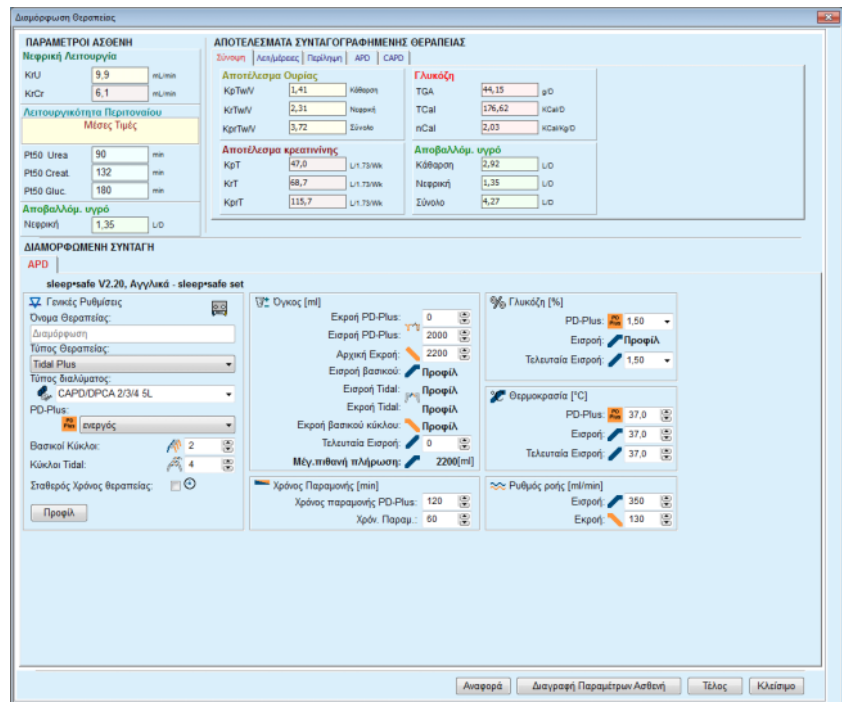 Διαμόρφωση Θεραπείας
ΠΑΡΑΜΕΤΡΟΙ ΑΣΘΕΝΗ
Νεφρική Λειτουργία
KrU 9,9 mL/min
KrCr 6,1 mL/min
Λειτουργικότητα Περιτοναίου
Μέσες Τιμές
Pt50 Urea 90 min
Pt50 Creat. 132 min
Pt50 Gluc. 180 min
Αποβαλλόμ. υγρό
Νεφρική 1,35 L/D
ΑΠΟΤΕΛΕΣΜΑΤΑ ΣΥΝΤΑΓΟΓΡΑΦΗΜΕΝΗΣ ΘΕΡΑΠΕΙΑΣ
Σύνοψη Λεπ/μέρειες Περίληψη APD CAPD
Αποτέλεσμα Ουρίας
KpTw/V 1,41 Κάθαρση
KrTw/V 2,31 Νεφρική
KprTw/V 3,72 Σύνολο
Γλυκόζη
TGA 44,15 g/D
TCal 176,62 KCal/D
nCal 2,03 KCal/Kg/D
Αποτέλεσμα κρεατινίνης
KpT 47,0 L/1.73/Wk
KrT 68,7 L/1.73/Wk
KprT 115,7 L/1.73/Wk
Αποβαλλόμ. υγρό
Κάθαρση 2,92 L/D
Νεφρική 1,35 L/D
Σύνολο 4,27 L/D
ΔΙΑΜΟΡΦΩΜΕΝΗ ΣΥΝΤΑΓΗ
APD
sleep•safe V2.20, Αγγλικά - sleep•safe set
Γενικές Ρυθμίσεις
Όνομα Θεραπείας:
Διαμόρφωση
Τύπος Θεραπείας:
Tidal Plus
Τύπος διαλύματος:
CAPD/DPCA 2/3/4 5L
PD-Plus:
PD Plus ενεργός
Βασικοί Κύκλοι: 2
Κύκλοι Tidal: 4
Σταθερός Χρόνος θεραπείας:
Προφίλ
Όγκος [ml]
Εκροή PD-Plus: 0
Εισροή PD-Plus: 2000
Αρχική Εκροή: 2200
Εισροή βασικού: Προφίλ
Εισροή Tidal: Προφίλ
Εκροή Tidal: Προφίλ
Εκροή βασικού κύκλου: Προφίλ
Τελευταία Εισροή: 0
Μέγ.πιθανή πλήρωση: 2200[ml]
Χρόνος Παραμονής [min]
Χρόνος παραμονής PD-Plus: 120
Χρόν. Παραμ.: 60
Γλυκόζη [%]
PD-Plus: PD Plus 1,50
Εισροή: Προφίλ
Τελευταία Εισροή: 1,50
Θερμοκρασία [°C]
PD-Plus: PD Plus 37,0
Εισροή: 37,0
Τελευταία Εισροή: 37,0
Ρυθμός ροής [ml/min]
Εισροή: 350
Εκροή: 130
Αναφορά Διαγραφή Παραμέτρων Ασθενή Τέλος Κλείσιμο